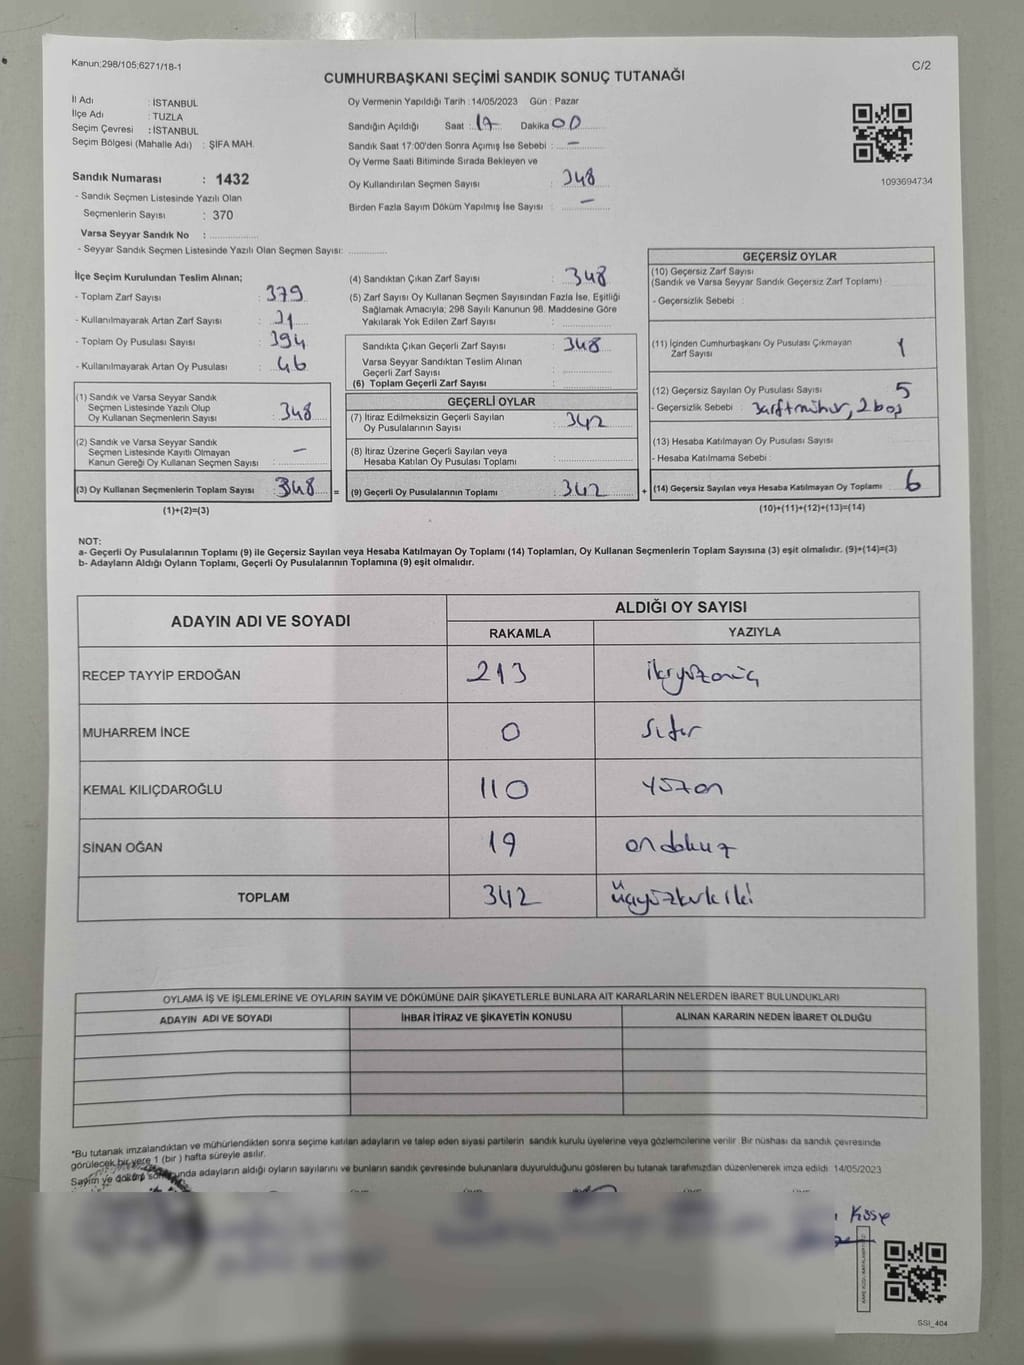 Kanun;298/105;6271/18-1
C/2
CUMHURBAŞKANI SEÇİMİ SANDIK SONUÇ TUTANAĞI
İl Adı : İSTANBUL
İlçe Adı : TUZLA
Seçim Çevresi : İSTANBUL
Seçim Bölgesi (Mahalle Adı) : ŞİFA MAH.
Sandık Numarası : 1432
- Sandık Seçmen Listesinde Yazılı Olan
Seçmenlerin Sayısı : 370
Varsa Seyyar Sandık No :
- Seyyar Sandık Seçmen Listesinde Yazılı Olan Seçmen Sayısı:
Oy Vermenin Yapıldığı Tarih :14/05/2023 Gün : Pazar
Sandığın Açıldığı Saat : 17 Dakika 00
Sandık Saat 17:00'den Sonra Açımış İse Sebebi : -
Oy Verme Saati Bitiminde Sırada Bekleyen ve
Oy Kullandırılan Seçmen Sayısı : 348
Birden Fazla Sayım Döküm Yapılmış İse Sayısı : -
1093694734
İlçe Seçim Kurulundan Teslim Alınan;
- Toplam Zarf Sayısı : 379
- Kullanılmayarak Artan Zarf Sayısı : 31
- Toplam Oy Pusulası Sayısı : 394
- Kullanılmayarak Artan Oy Pusulası : 46
(1) Sandık ve Varsa Seyyar Sandık
Seçmen Listesinde Yazılı Olup
Oy Kullanan Seçmenlerin Sayısı : 348
(2) Sandık ve Varsa Seyyar Sandık
Seçmen Listesinde Kayıtlı Olmayan
Kanun Gereği Oy Kullanan Seçmen Sayısı : -
(3) Oy Kullanan Seçmenlerin Toplam Sayısı : 348 =
(1)+(2)=(3)
(4) Sandıktan Çıkan Zarf Sayısı : 348
(5) Zarf Sayısı Oy Kullanan Seçmen Sayısından Fazla İse, Eşitliği
Sağlamak Amacıyla; 298 Sayılı Kanunun 98. Maddesine Göre
Yakılarak Yok Edilen Zarf Sayısı :
Sandıkta Çıkan Geçerli Zarf Sayısı : 348
Varsa Seyyar Sandıktan Teslim Alınan
Geçerli Zarf Sayısı :
(6) Toplam Geçerli Zarf Sayısı :
GEÇERLİ OYLAR
(7) İtiraz Edilmeksizin Geçerli Sayılan
Oy Pusulalarının Sayısı : 342
(8) İtiraz Üzerine Geçerli Sayılan veya
Hesaba Katılan Oy Pusulası Toplamı :
(9) Geçerli Oy Pusulalarının Toplamı : 342 +
GEÇERSİZ OYLAR
(10) Geçersiz Zarf Sayısı
(Sandık ve Varsa Seyyar Sandık Geçersiz Zarf Toplamı) :
- Geçersizlik Sebebi :
(11) İçinden Cumhurbaşkanı Oy Pusulası Çıkmayan
Zarf Sayısı : 1
(12) Geçersiz Sayılan Oy Pusulası Sayısı : 5
- Geçersizlik Sebebi : 3 mühür, 2 boş
(13) Hesaba Katılmayan Oy Pusulası Sayısı :
- Hesaba Katılmama Sebebi :
(14) Geçersiz Sayılan veya Hesaba Katılmayan Oy Toplamı : 6
(10)+(11)+(12)+(13)=(14)
NOT:
a- Geçerli Oy Pusulalarının Toplamı (9) ile Geçersiz Sayılan veya Hesaba Katılmayan Oy Toplamı (14) Toplamları, Oy Kullanan Seçmenlerin Toplam Sayısına (3) eşit olmalıdır. (9)+(14)=(3)
b- Adayların Aldığı Oyların Toplamı, Geçerli Oy Pusulalarının Toplamına (9) eşit olmalıdır.
ADAYIN ADI VE SOYADI
ALDIĞI OY SAYISI
RAKAMLA YAZIYLA
RECEP TAYYİP ERDOĞAN 213 ikiyüzonüç
MUHARREM İNCE 0 Sıfır
KEMAL KILIÇDAROĞLU 110 Yüzon
SİNAN OĞAN 19 ondokuz
TOPLAM 342 Üçyüzkırkiki
OYLAMA İŞ VE İŞLEMLERİNE VE OYLARIN SAYIM VE DÖKÜMÜNE DAİR ŞİKAYETLERLE BUNLARA AİT KARARLARIN NELERDEN İBARET BULUNDUKLARI
ADAYIN ADI VE SOYADI İHBAR İTİRAZ VE ŞİKAYETİN KONUSU ALINAN KARARIN NEDEN İBARET OLDUĞU
"Bu tutanak imzalandıktan ve mühürlendikten sonra seçime katılan adayların ve talep eden siyasi partilerin sandık kurulu üyelerine veya gözlemcilerine verilir. Bir nüshası da sandık çevresinde
görülecek bir yere 1 (bir ) hafta süreyle asılır.
Sayım ve döküm sonunda adayların aldığı oyların sayılarını ve bunların sandık çevresinde bulunanlara duyurulduğunu gösteren bu tutanak tarafımızdan düzenlenerek imza edildi. 14/05/2023
Köse
SSI_404